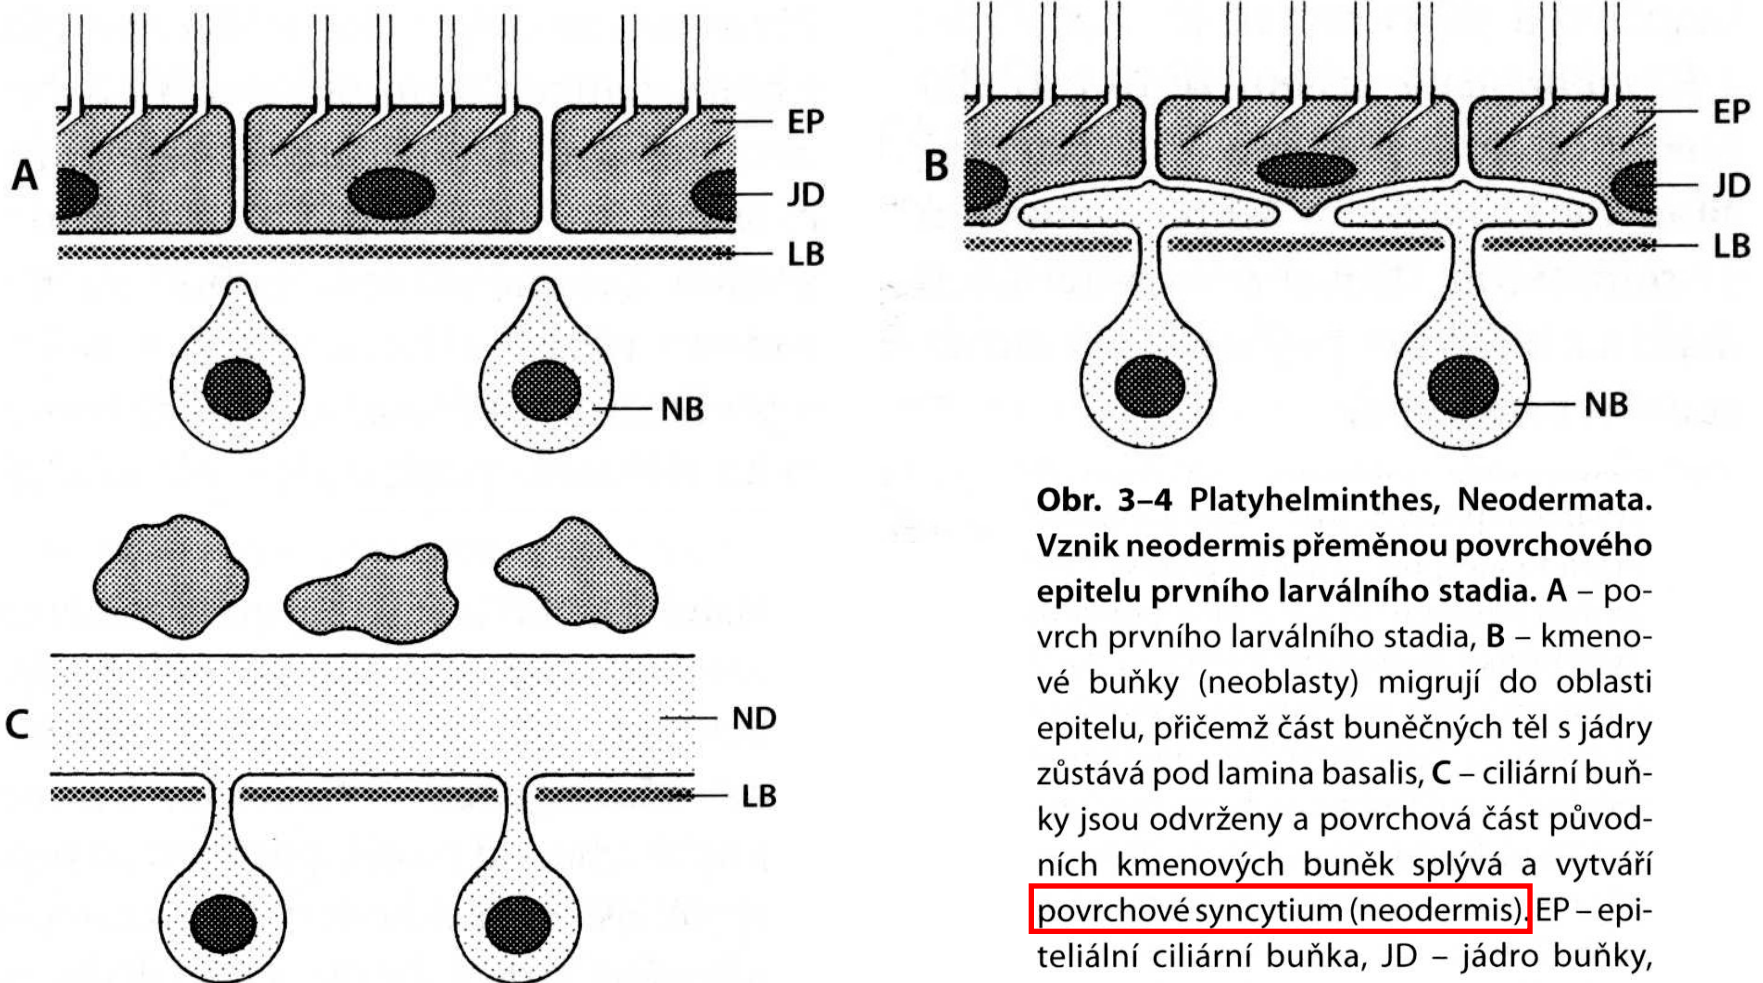 A
EP
JD
LB
NB
B
EP
JD
LB
NB
C
ND
LB
Obr. 3–4 Platyhelminthes, Neodermata.
Vznik neodermis přeměnou povrchového
epitelu prvního larválního stadia. A – po-
vrch prvního larválního stadia, B – kmeno-
vé buňky (neoblasty) migrují do oblasti
epitelu, přičemž část buněčných těl s jádry
zůstává pod lamina basalis, C – ciliární buň-
ky jsou odvrženy a povrchová část původ-
ních kmenových buněk splývá a vytváří
povrchové syncytium (neodermis). EP – epi-
teliální ciliární buňka, JD – jádro buňky,